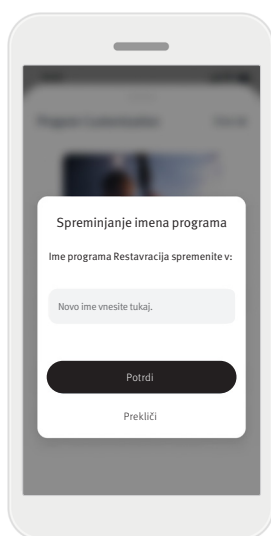 Spreminjanje imena programa
Ime programa Restavracija spremenite v:
Novo ime vnesite tukaj.
Potrdi
Prekliči